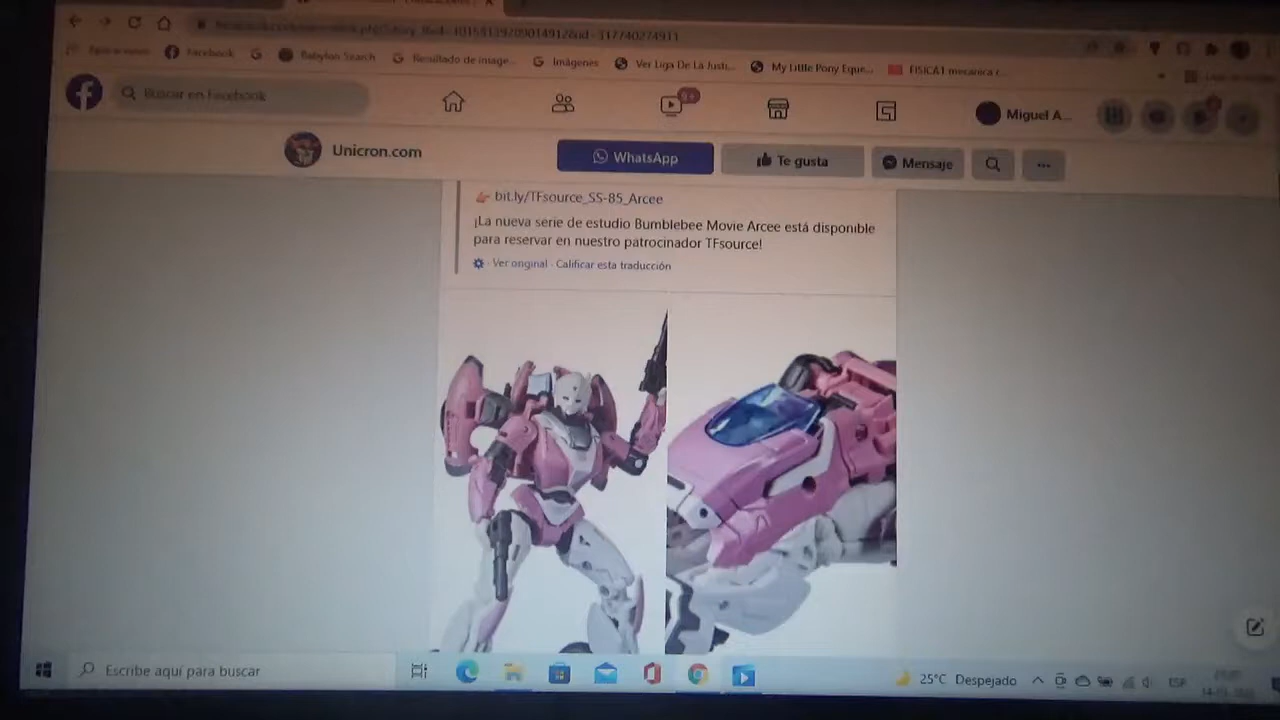 Facebook
G
Babylon Search
G Resultado de image...
G Imágenes
Ver Liga De La Justi...
My Little Pony Eque...
FISICA1 mecanica r...
Buscar en Facebook
9+
Miguel A...
Unicron.com
WhatsApp
Te gusta
Mensaje
bit.ly/TFsource_SS-85_Arcee
¡La nueva serie de estudio Bumblebee Movie Arcee está disponible
para reservar en nuestro patrocinador TFsource!
· Ver original · Calificar esta traducción
Escribe aquí para buscar
25°C Despejado
ESP